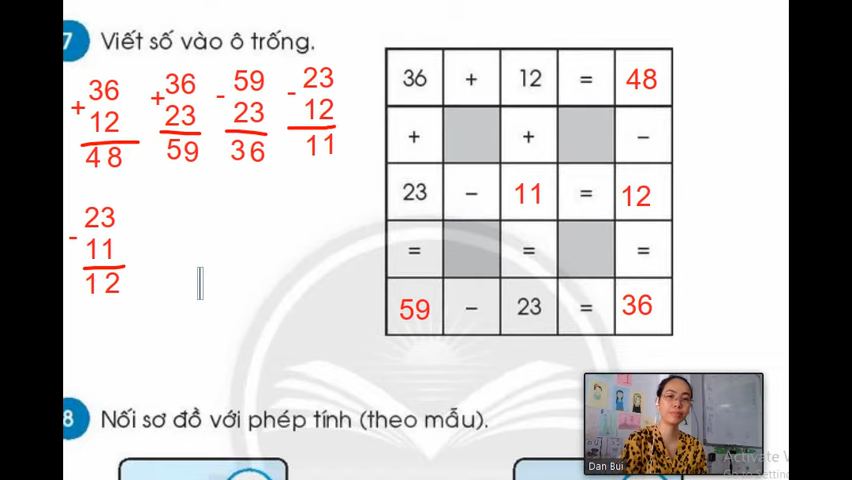 7 Viết số vào ô trống.
+ 36 12 48
+ 36 23 59
- 59 23 36
- 23 12 11
- 23 11 12
36 + 12 = 48
+ + -
23 - 11 = 12
= = =
59 - 23 = 36
8 Nối sơ đồ với phép tính (theo mẫu).
Dan Bui
Activate